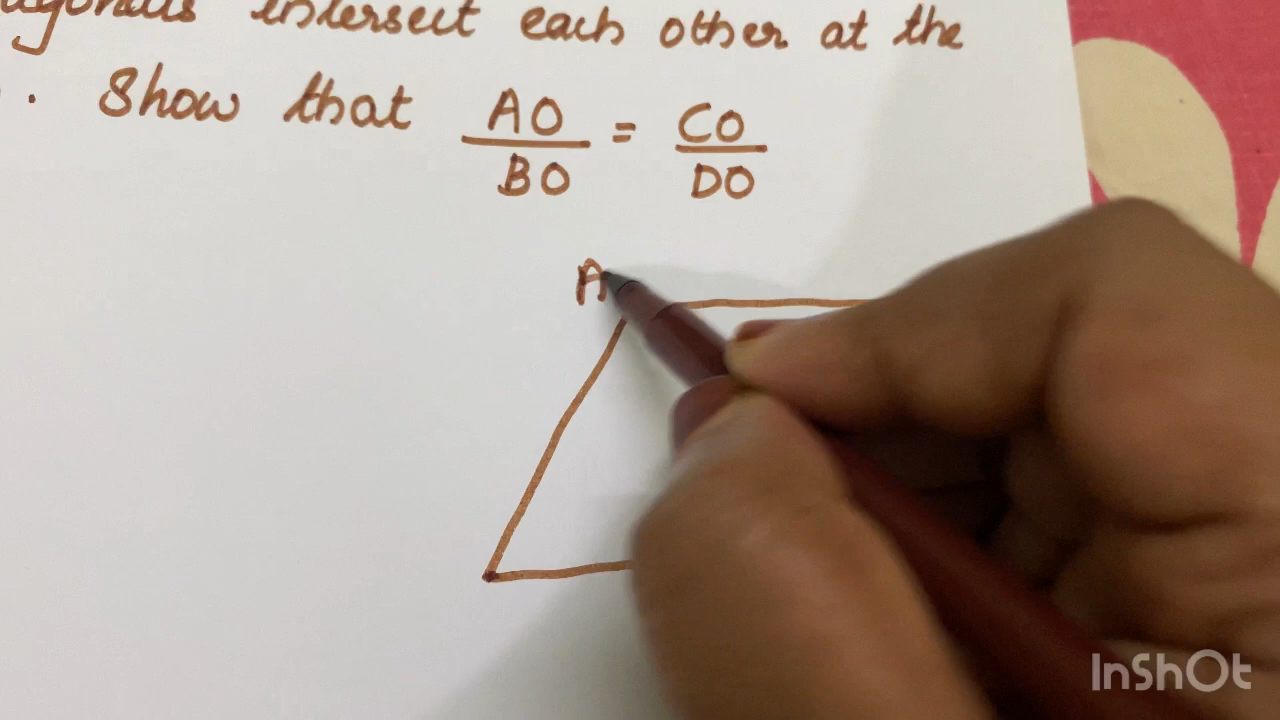 intersect each other at the
. Show that AO/BO = CO/DO
A
InShOt